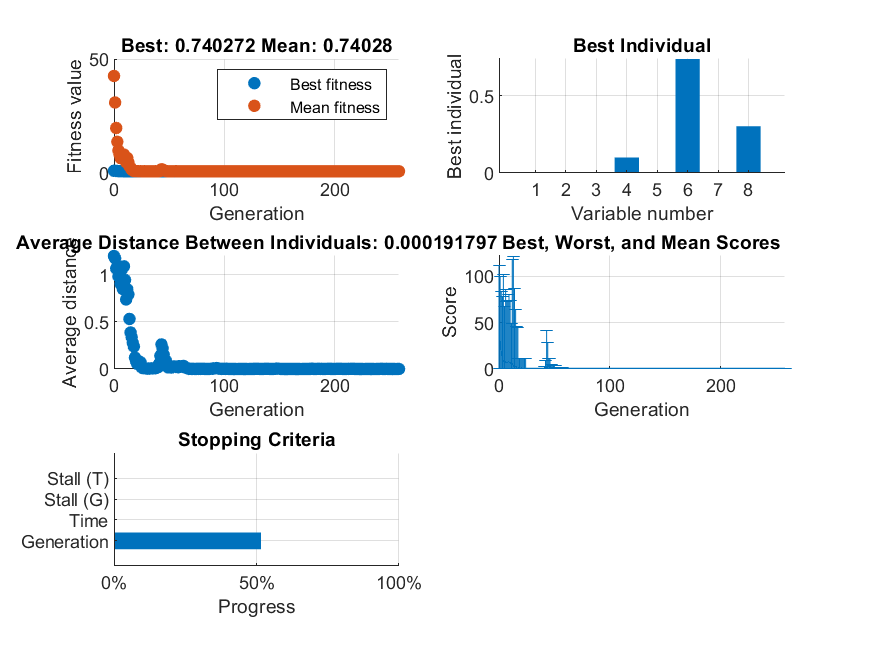 Best: 0.740272 Mean: 0.74028
Fitness value
50
0
Best fitness
Mean fitness
0 100 200
Generation
Best Individual
Best individual
0.5
0
1 2 3 4 5 6 7 8
Variable number
Average Distance Between Individuals: 0.000191797
Average distance
1
0.5
0
0 100 200
Generation
Best, Worst, and Mean Scores
Score
100
50
0
0 100 200
Generation
Stopping Criteria
Stall (T)
Stall (G)
Time
Generation
0% 50% 100%
Progress